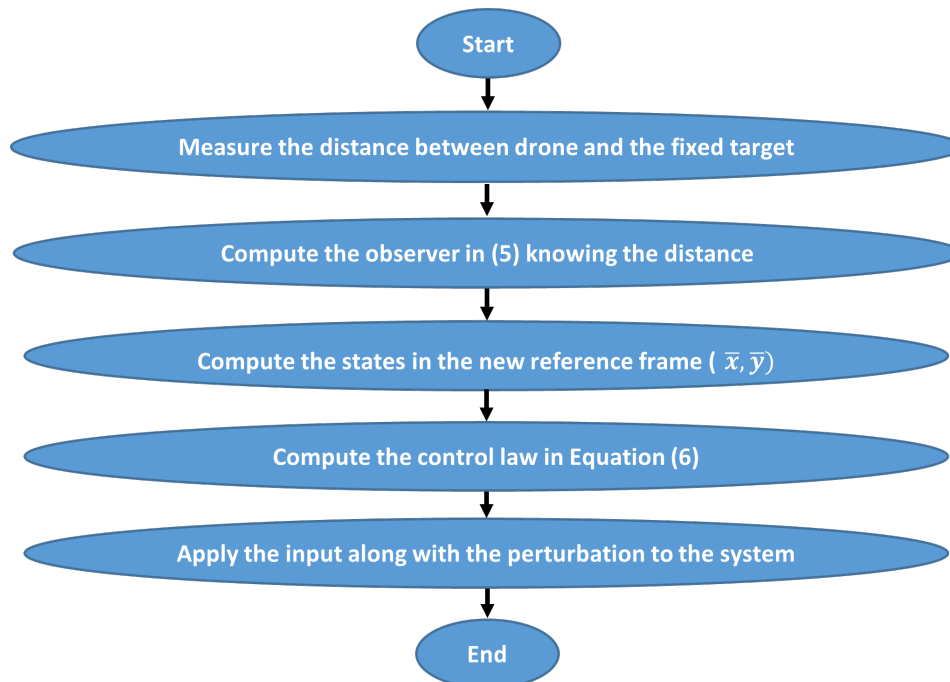 Start
Measure the distance between drone and the fixed target
Compute the observer in (5) knowing the distance
Compute the states in the new reference frame ( x̅, y̅)
Compute the control law in Equation (6)
Apply the input along with the perturbation to the system
End